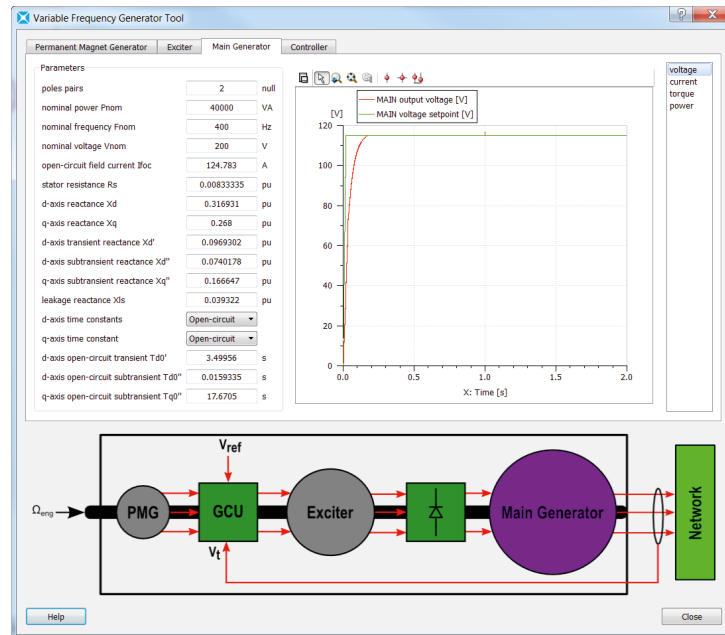 Variable Frequency Generator Tool
Permanent Magnet Generator Exciter Main Generator Controller
Parameters
poles pairs 2 null
nominal power Pnom 40000 VA
nominal frequency Fnom 400 Hz
nominal voltage Vnom 200 V
open-circuit field current Ifoc 124.783 A
stator resistance Rs 0.00833335 pu
d-axis reactance Xd 0.316931 pu
q-axis reactance Xq 0.268 pu
d-axis transient reactance Xd' 0.0969302 pu
d-axis subtransient reactance Xd'' 0.0740178 pu
q-axis subtransient reactance Xq'' 0.166647 pu
leakage reactance Xls 0.039322 pu
d-axis time constants Open-circuit
q-axis time constant Open-circuit
d-axis open-circuit transient Td0' 3.49956 s
d-axis open-circuit subtransient Td0'' 0.0159335 s
q-axis open-circuit subtransient Tq0'' 17.6705 s
MAIN output voltage [V]
MAIN voltage setpoint [V]
[V]
120
100
80
60
40
20
0
0.0 0.5 1.0 1.5 2.0
X: Time [s]
voltage
current
torque
power
Vref
Ωeng
PMG
GCU
Exciter
Main Generator
Network
Vt
Help
Close